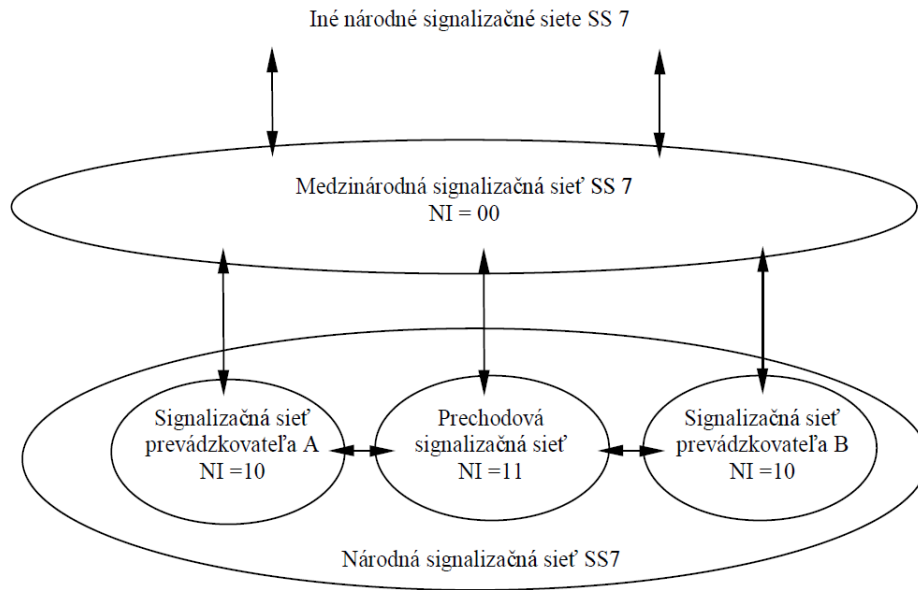 Iné národné signalizačné siete SS 7
Medzinárodná signalizačná sieť SS 7
NI = 00
Signalizačná sieť
prevádzkovateľa A
NI =10
Prechodová
signalizačná sieť
NI =11
Signalizačná sieť
prevádzkovateľa B
NI =10
Národná signalizačná sieť SS7